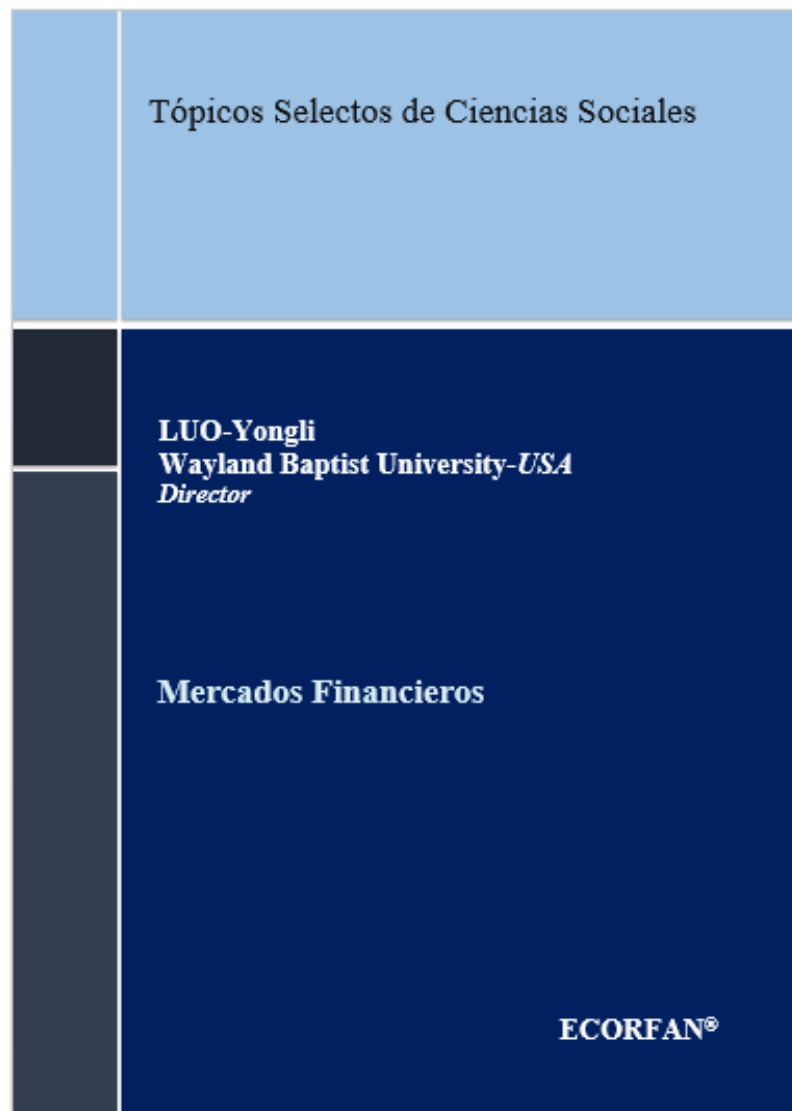 Tópicos Selectos de Ciencias Sociales
LUO-Yongli
Wayland Baptist University-USA
Director
Mercados Financieros
ECORFAN®